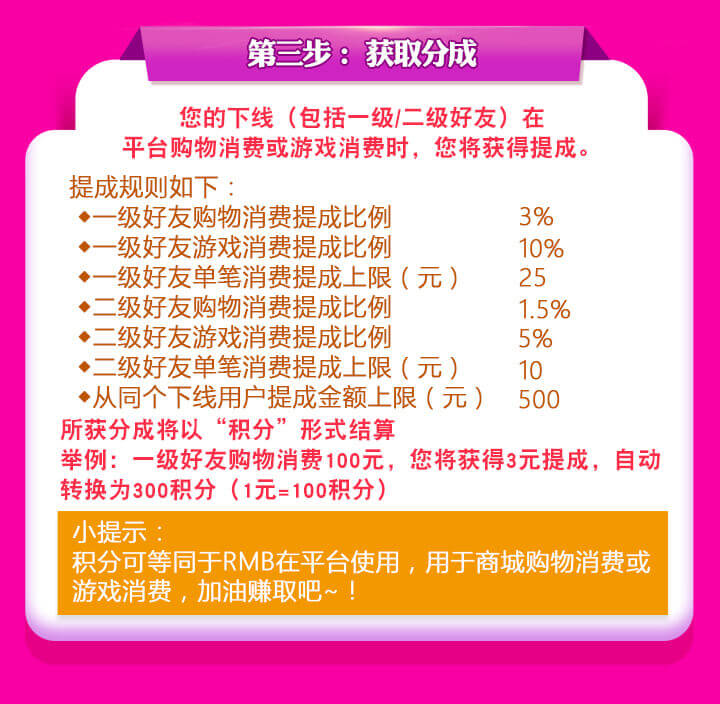 第三步：获取分成
您的下线（包括一级/二级好友）在
平台购物消费或游戏消费时，您将获得提成。
提成规则如下：
◆一级好友购物消费提成比例 3%
◆一级好友游戏消费提成比例 10%
◆一级好友单笔消费提成上限（元） 25
◆二级好友购物消费提成比例 1.5%
◆二级好友游戏消费提成比例 5%
◆二级好友单笔消费提成上限（元） 10
◆从同个下线用户提成金额上限（元） 500
所获分成将以“积分”形式结算
举例：一级好友购物消费100元，您将获得3元提成，自动
转换为300积分（1元=100积分）
小提示：
积分可等同于RMB在平台使用，用于商城购物消费或
游戏消费，加油赚取吧~！